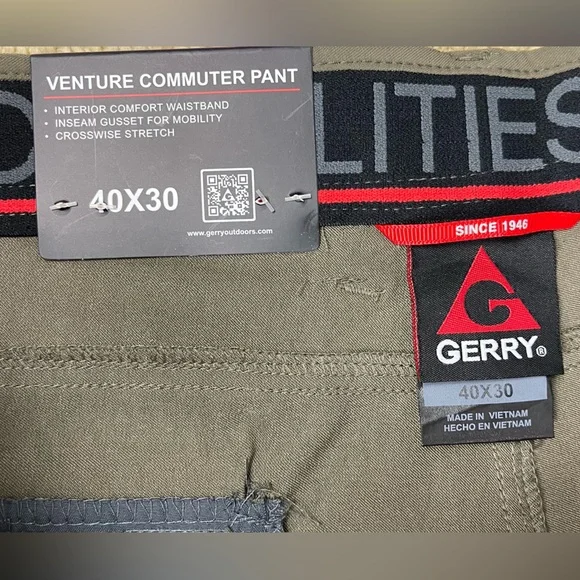 VENTURE COMMUTER PANT
• INTERIOR COMFORT WAISTBAND
• INSEAM GUSSET FOR MOBILITY
• CROSSWISE STRETCH
40X30
www.gerryoutdoors.com
LITIES
SINCE 1946
G
GERRY®
40X30
MADE IN VIETNAM
HECHO EN VIETNAM